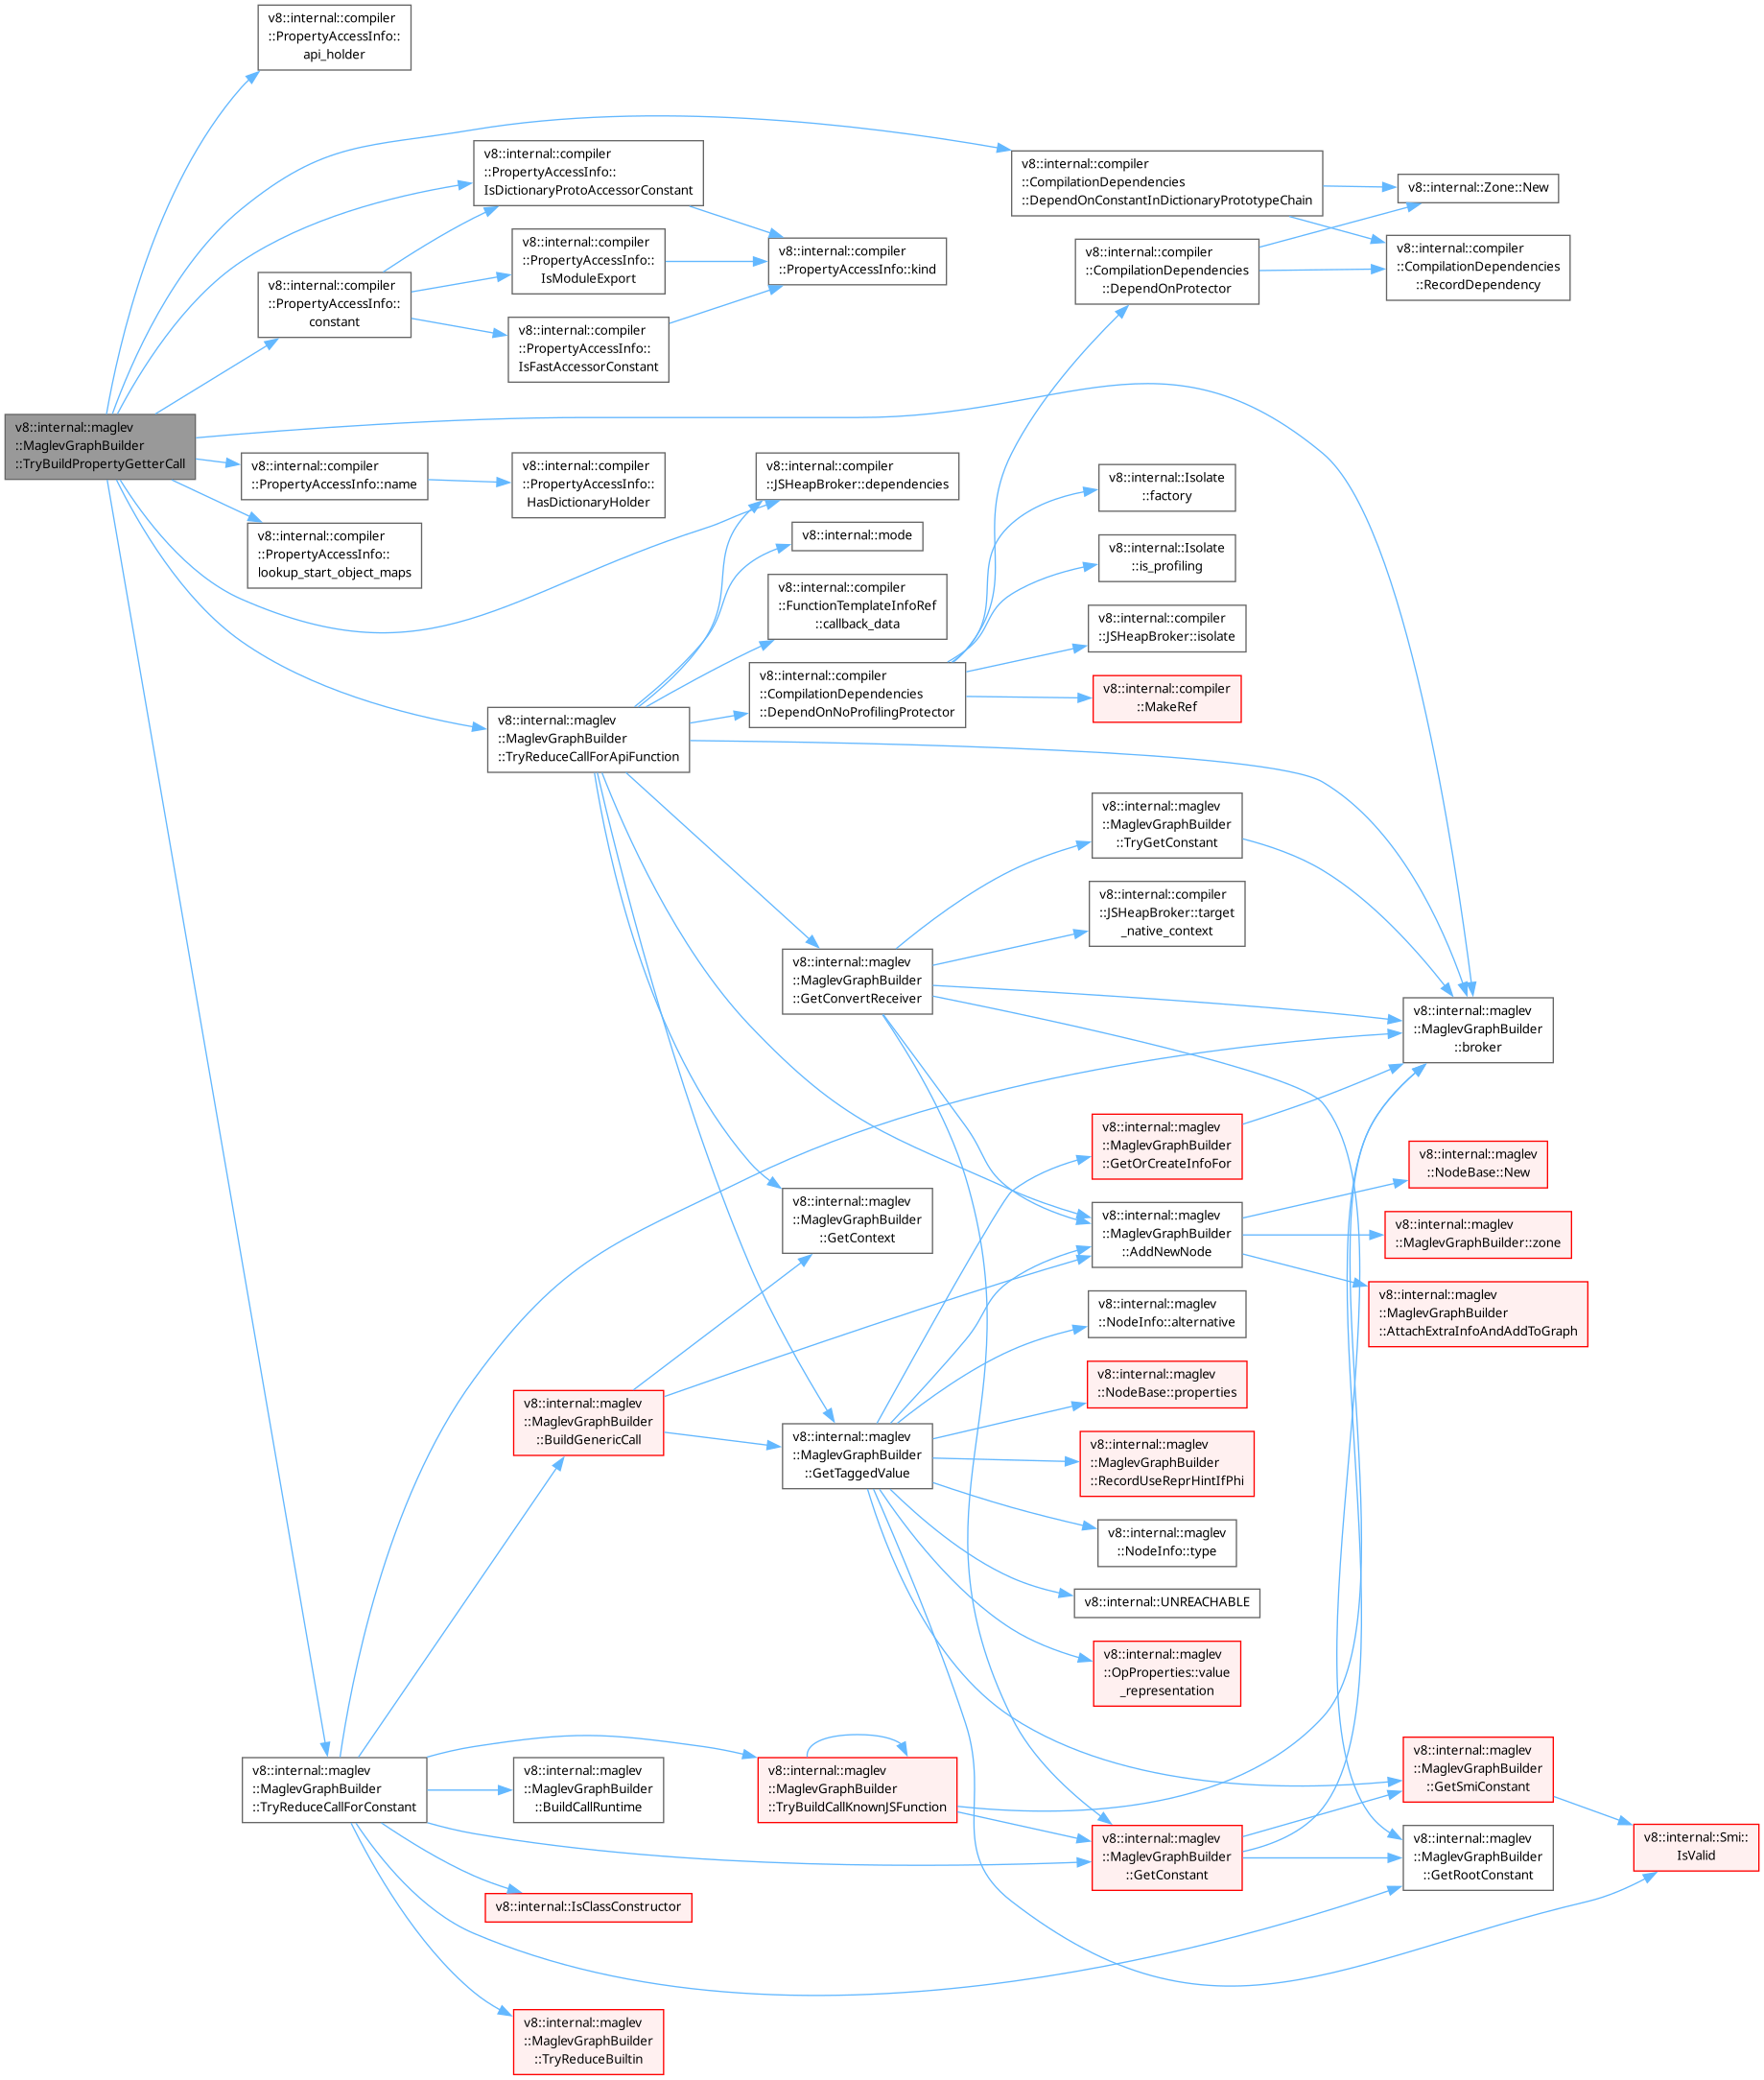 v8::internal::compiler
::PropertyAccessInfo::
api_holder
v8::internal::compiler
::PropertyAccessInfo::
IsDictionaryProtoAccessorConstant
v8::internal::compiler
::CompilationDependencies
::DependOnConstantInDictionaryPrototypeChain
v8::internal::Zone::New
v8::internal::compiler
::PropertyAccessInfo::
IsModuleExport
v8::internal::compiler
::PropertyAccessInfo::kind
v8::internal::compiler
::CompilationDependencies
::DependOnProtector
v8::internal::compiler
::CompilationDependencies
::RecordDependency
v8::internal::compiler
::PropertyAccessInfo::
constant
v8::internal::compiler
::PropertyAccessInfo::
IsFastAccessorConstant
v8::internal::maglev
::MaglevGraphBuilder
::TryBuildPropertyGetterCall
v8::internal::compiler
::PropertyAccessInfo::name
v8::internal::compiler
::PropertyAccessInfo::
HasDictionaryHolder
v8::internal::compiler
::JSHeapBroker::dependencies
v8::internal::Isolate
::factory
v8::internal::compiler
::PropertyAccessInfo::
lookup_start_object_maps
v8::internal::mode
v8::internal::Isolate
::is_profiling
v8::internal::compiler
::FunctionTemplateInfoRef
::callback_data
v8::internal::compiler
::JSHeapBroker::isolate
v8::internal::maglev
::MaglevGraphBuilder
::TryReduceCallForApiFunction
v8::internal::compiler
::CompilationDependencies
::DependOnNoProfilingProtector
v8::internal::compiler
::MakeRef
v8::internal::maglev
::MaglevGraphBuilder
::TryGetConstant
v8::internal::compiler
::JSHeapBroker::target
_native_context
v8::internal::maglev
::MaglevGraphBuilder
::GetConvertReceiver
v8::internal::maglev
::MaglevGraphBuilder
::broker
v8::internal::maglev
::MaglevGraphBuilder
::GetOrCreateInfoFor
v8::internal::maglev
::NodeBase::New
v8::internal::maglev
::MaglevGraphBuilder
::GetContext
v8::internal::maglev
::MaglevGraphBuilder
::AddNewNode
v8::internal::maglev
::MaglevGraphBuilder::zone
v8::internal::maglev
::NodeInfo::alternative
v8::internal::maglev
::MaglevGraphBuilder
::AttachExtraInfoAndAddToGraph
v8::internal::maglev
::MaglevGraphBuilder
::BuildGenericCall
v8::internal::maglev
::NodeBase::properties
v8::internal::maglev
::MaglevGraphBuilder
::GetTaggedValue
v8::internal::maglev
::MaglevGraphBuilder
::RecordUseReprHintIfPhi
v8::internal::maglev
::NodeInfo::type
v8::internal::UNREACHABLE
v8::internal::maglev
::OpProperties::value
_representation
v8::internal::maglev
::MaglevGraphBuilder
::TryReduceCallForConstant
v8::internal::maglev
::MaglevGraphBuilder
::BuildCallRuntime
v8::internal::maglev
::MaglevGraphBuilder
::TryBuildCallKnownJSFunction
v8::internal::maglev
::MaglevGraphBuilder
::GetSmiConstant
v8::internal::maglev
::MaglevGraphBuilder
::GetConstant
v8::internal::maglev
::MaglevGraphBuilder
::GetRootConstant
v8::internal::Smi::
IsValid
v8::internal::IsClassConstructor
v8::internal::maglev
::MaglevGraphBuilder
::TryReduceBuiltin